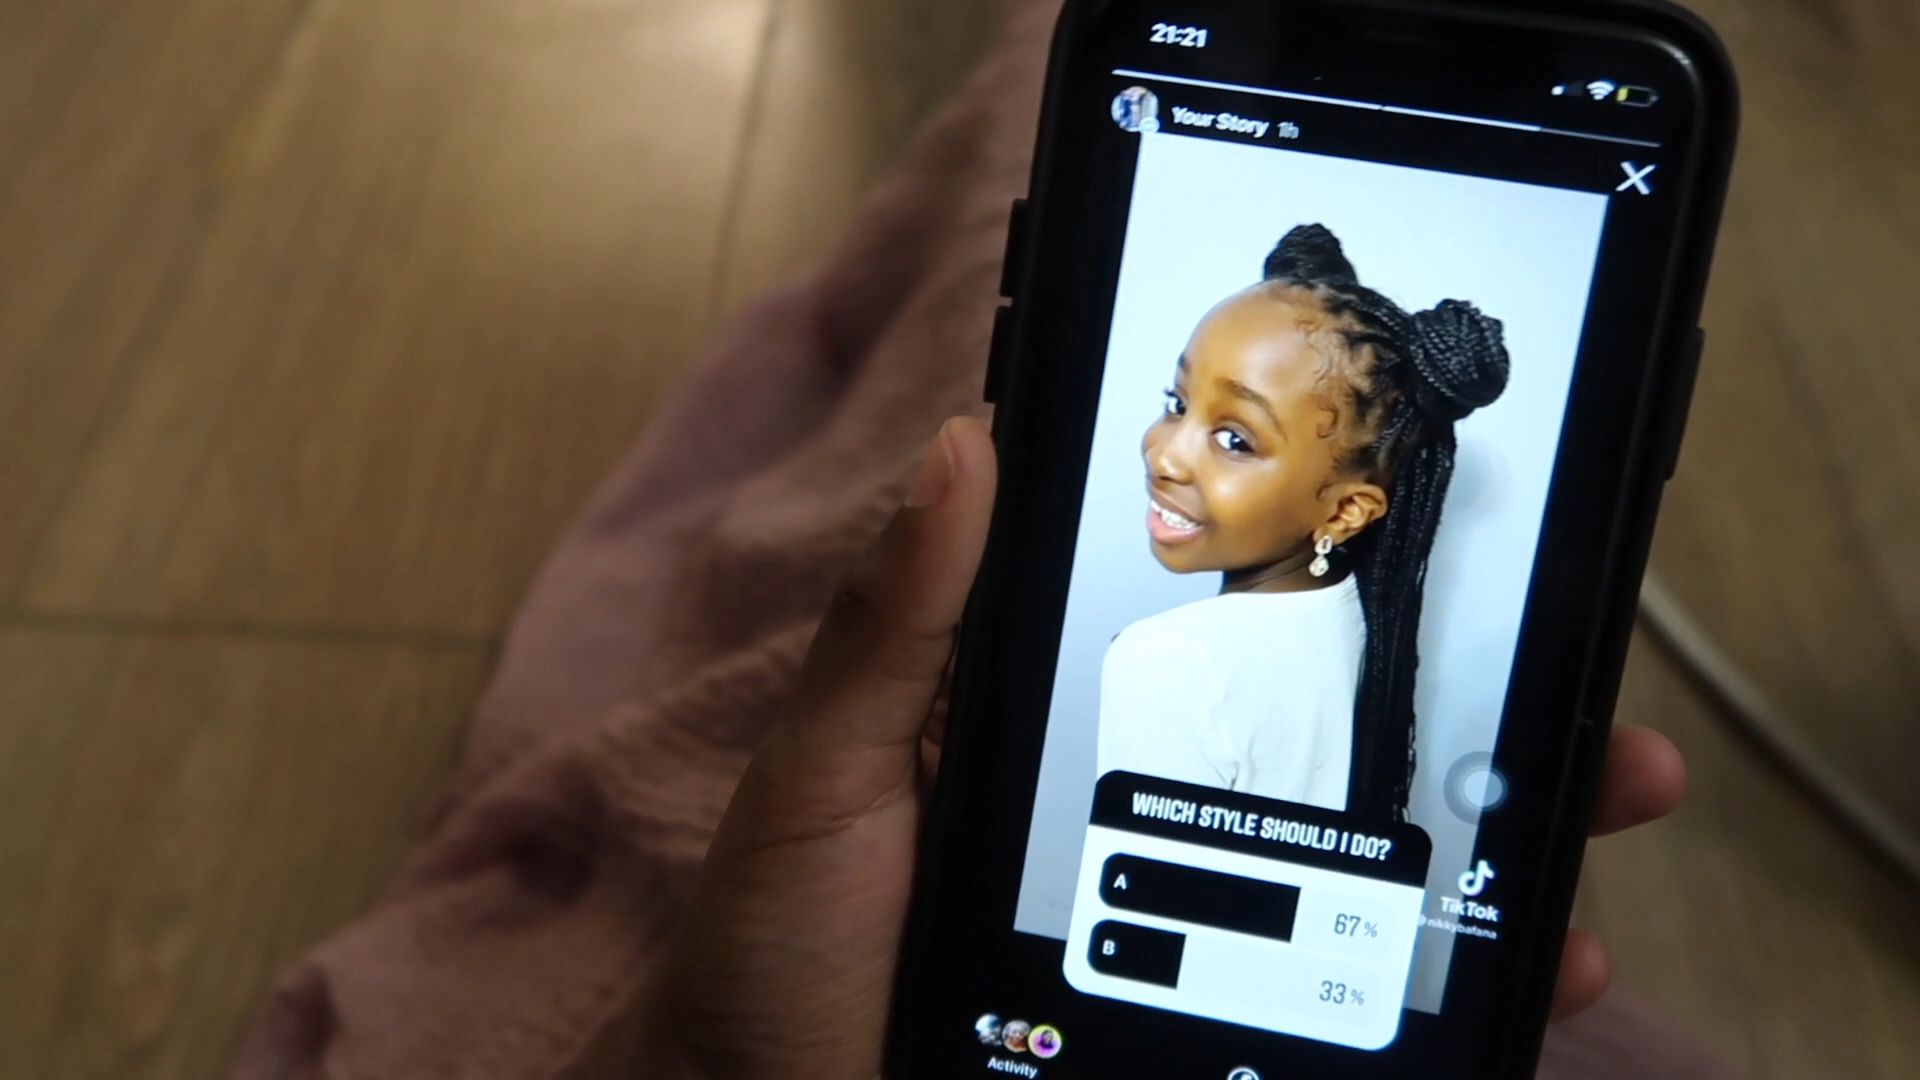 21:21
Your Story 1h
WHICH STYLE SHOULD I DO?
A
67%
B
33%
TikTok
@nikkybafana
Activity